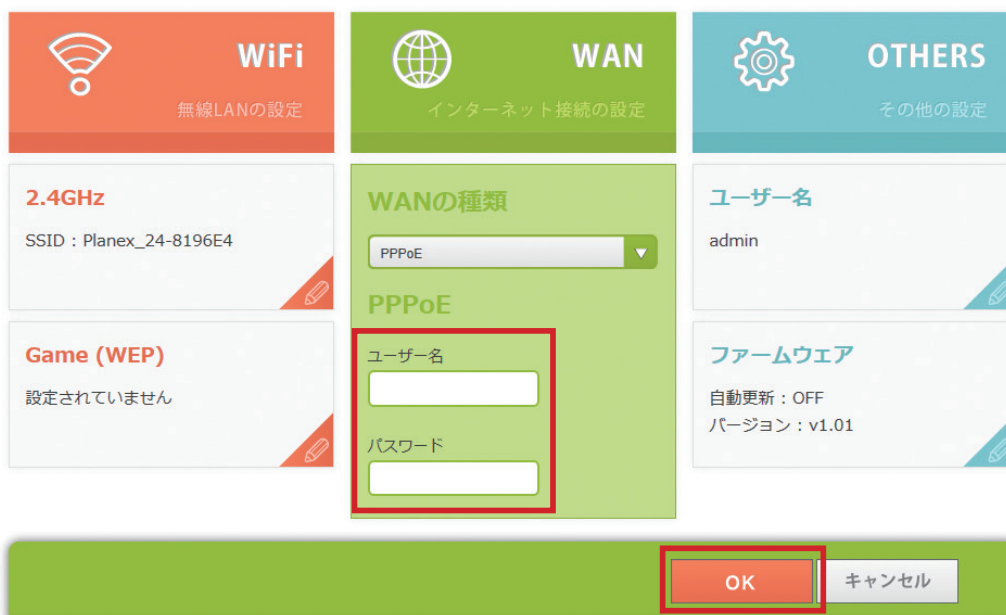 WiFi
無線LANの設定
WAN
インターネット接続の設定
OTHERS
その他の設定
2.4GHz
SSID : Planex_24-8196E4
Game (WEP)
設定されていません
WANの種類
PPPoE
PPPoE
ユーザー名
パスワード
ユーザー名
admin
ファームウェア
自動更新 : OFF
バージョン : v1.01
OK
キャンセル